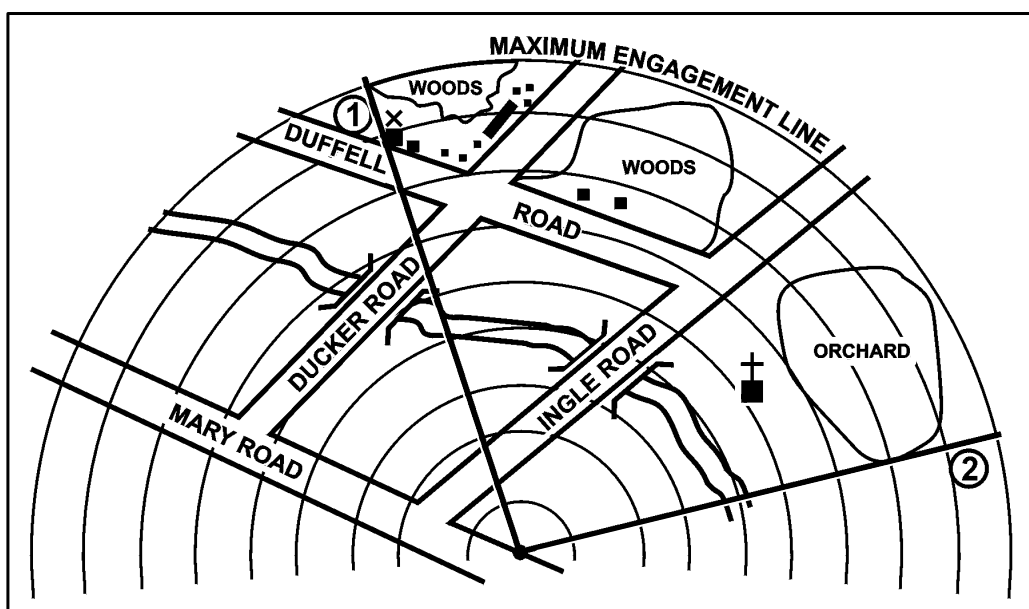 MAXIMUM ENGAGEMENT LINE
WOODS
1
DUFFELL
WOODS
ROAD
DUCKER ROAD
INGLE ROAD
ORCHARD
MARY ROAD
2